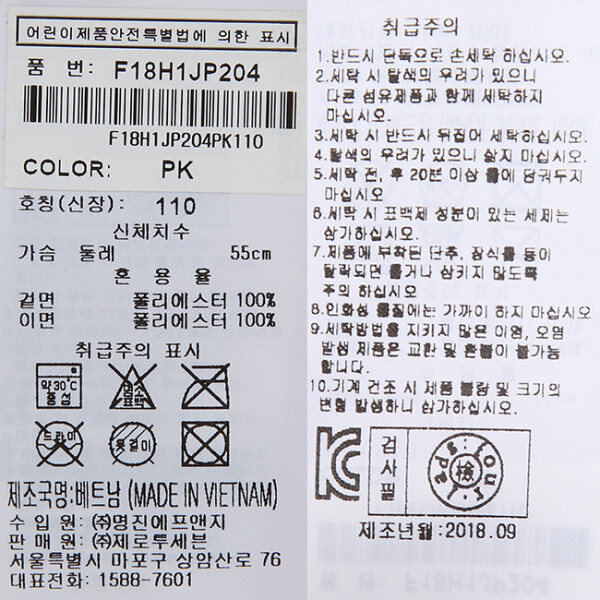 어린이제품안전특별법에 의한 표시
품 번: F18H1JP204
F18H1JP204PK110
COLOR: PK
호칭(신장): 110
신체치수
가슴 둘레 55cm
혼용율
겉면 폴리에스터 100%
이면 폴리에스터 100%
취급주의 표시
약30℃
중성
염소
표백
드라이
옷걸이
제조국명:베트남 (MADE IN VIETNAM)
수 입 원 : ㈜명진에프앤지
판 매 원 : ㈜제로투세븐
서울특별시 마포구 상암산로 76
대표전화 : 1588-7601
취급주의
1.반드시 단독으로 손세탁 하십시오.
2.세탁 시 탈색의 우려가 있으니
다른 섬유제품과 함께 세탁하지
마십시오.
3.세탁 시 반드시 뒤집어 세탁하십시오.
4.탈색의 우려가 있으니 삶지 마십시오.
5.세탁 전, 후 20분 이상 물에 담궈두지
마십시오
6.세탁 시 표백제 성분이 있는 세제는
삼가하십시오.
7.제품에 부착된 단추, 장식물 등이
탈락되면 물거나 삼키지 않도록
주의 하십시오
8.인화성 물질에는 가까이 하지 마십시오
9.세탁방법을 지키지 않은 이염, 오염
발생 제품은 교환 및 환불이 불가능
합니다.
10.기계 건조 시 제품 불량 및 크기의
변형 발생하니 삼가하십시오.
검사필
檢
제조년월:2018.09
F18H1JP204